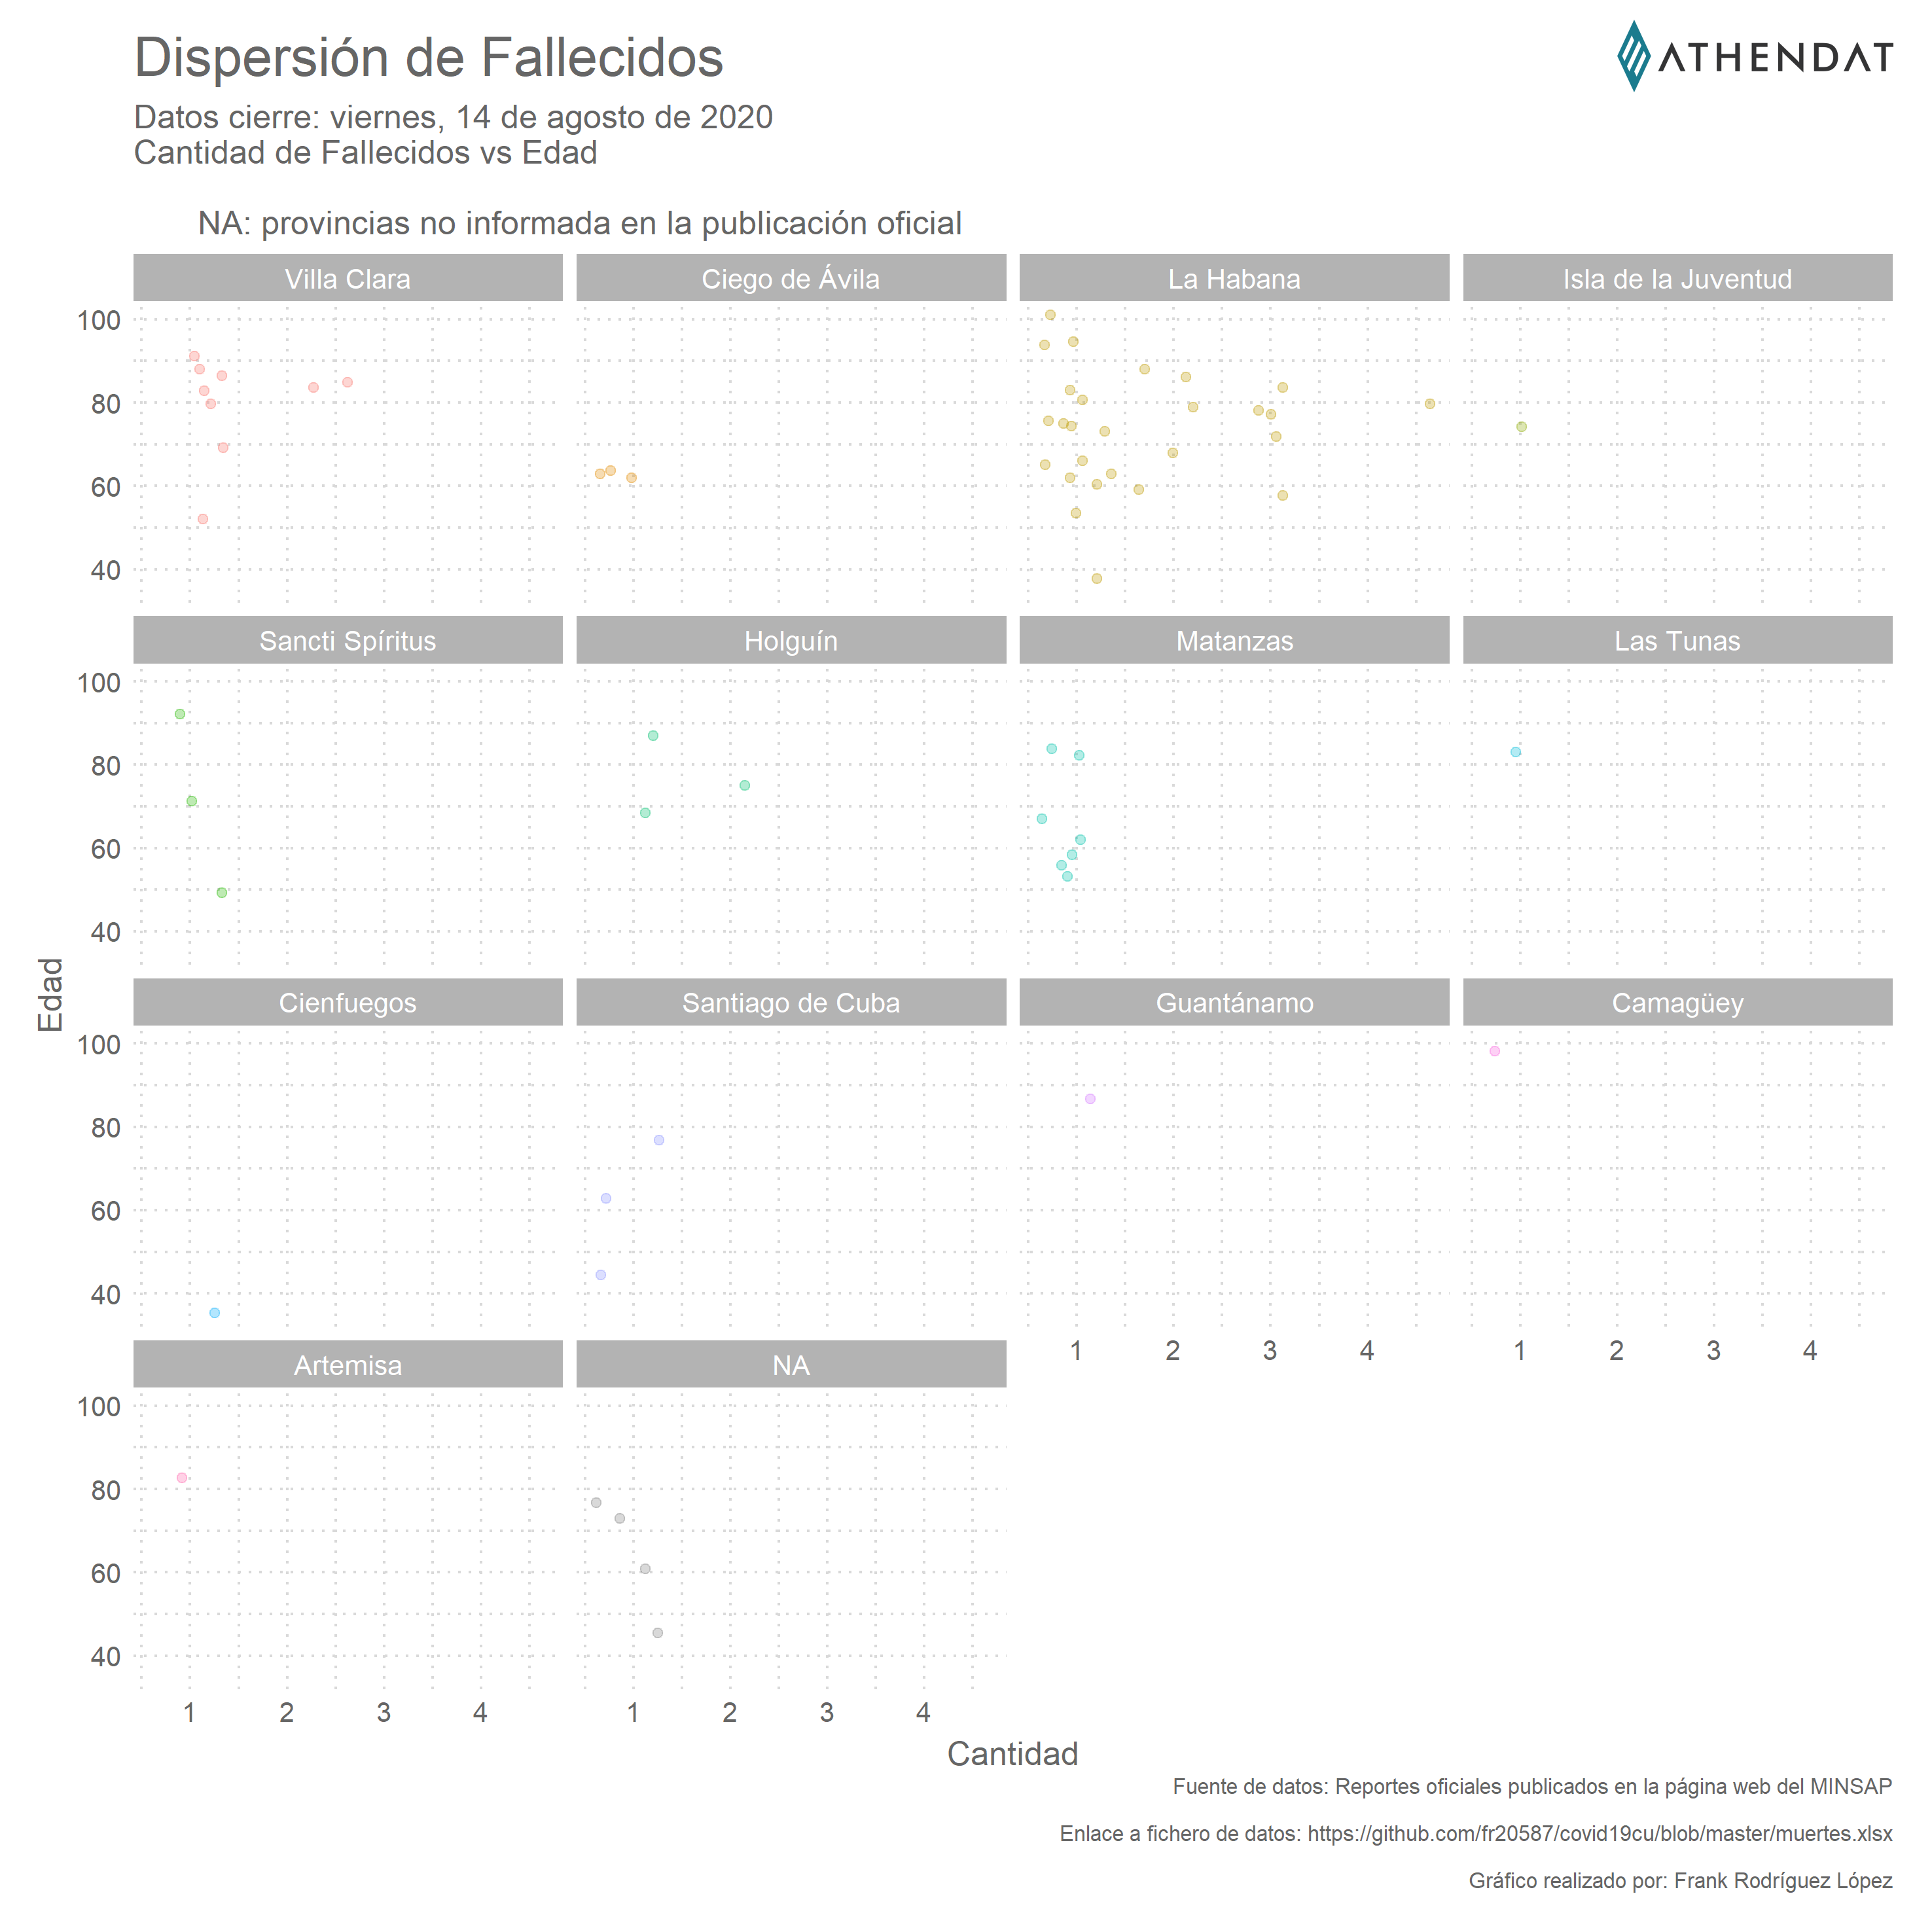 Dispersión de Fallecidos
ATHENDAT
Datos cierre: viernes, 14 de agosto de 2020
Cantidad de Fallecidos vs Edad
NA: provincias no informada en la publicación oficial
Villa Clara
Ciego de Ávila
La Habana
Isla de la Juventud
100
80
60
40
Sancti Spíritus
Holguín
Matanzas
Las Tunas
100
80
60
40
Edad
Cienfuegos
Santiago de Cuba
Guantánamo
Camagüey
100
80
60
40
1 2 3 4
1 2 3 4
Artemisa
NA
100
80
60
40
1 2 3 4
1 2 3 4
Cantidad
Fuente de datos: Reportes oficiales publicados en la página web del MINSAP
Enlace a fichero de datos: https://github.com/fr20587/covid19cu/blob/master/muertes.xlsx
Gráfico realizado por: Frank Rodríguez López